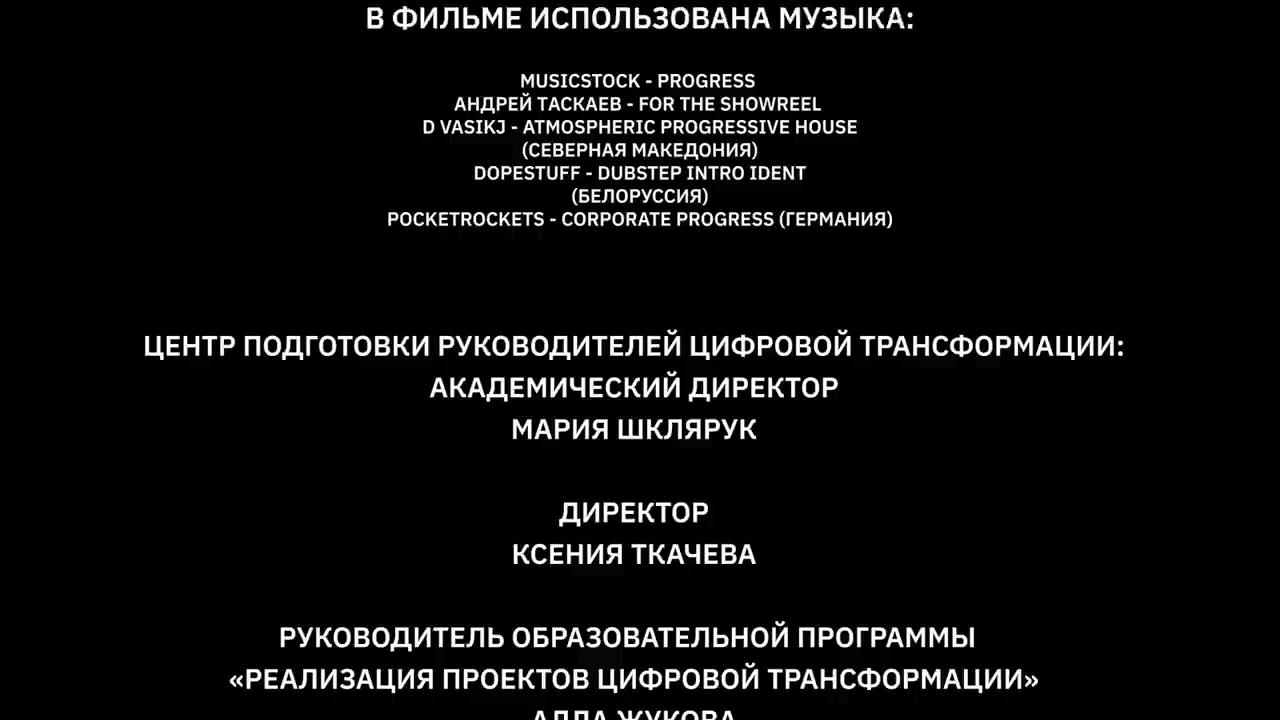 В ФИЛЬМЕ ИСПОЛЬЗОВАНА МУЗЫКА:
MUSICSTOCK - PROGRESS
АНДРЕЙ ТАСКАЕВ - FOR THE SHOWREEL
D VASIKJ - ATMOSPHERIC PROGRESSIVE HOUSE
(СЕВЕРНАЯ МАКЕДОНИЯ)
DOPESTUFF - DUBSTEP INTRO IDENT
(БЕЛОРУССИЯ)
POCKETROCKETS - CORPORATE PROGRESS (ГЕРМАНИЯ)
ЦЕНТР ПОДГОТОВКИ РУКОВОДИТЕЛЕЙ ЦИФРОВОЙ ТРАНСФОРМАЦИИ:
АКАДЕМИЧЕСКИЙ ДИРЕКТОР
МАРИЯ ШКЛЯРУК
ДИРЕКТОР
КСЕНИЯ ТКАЧЕВА
РУКОВОДИТЕЛЬ ОБРАЗОВАТЕЛЬНОЙ ПРОГРАММЫ
«РЕАЛИЗАЦИЯ ПРОЕКТОВ ЦИФРОВОЙ ТРАНСФОРМАЦИИ»
АЛЛА ЖУКОВА